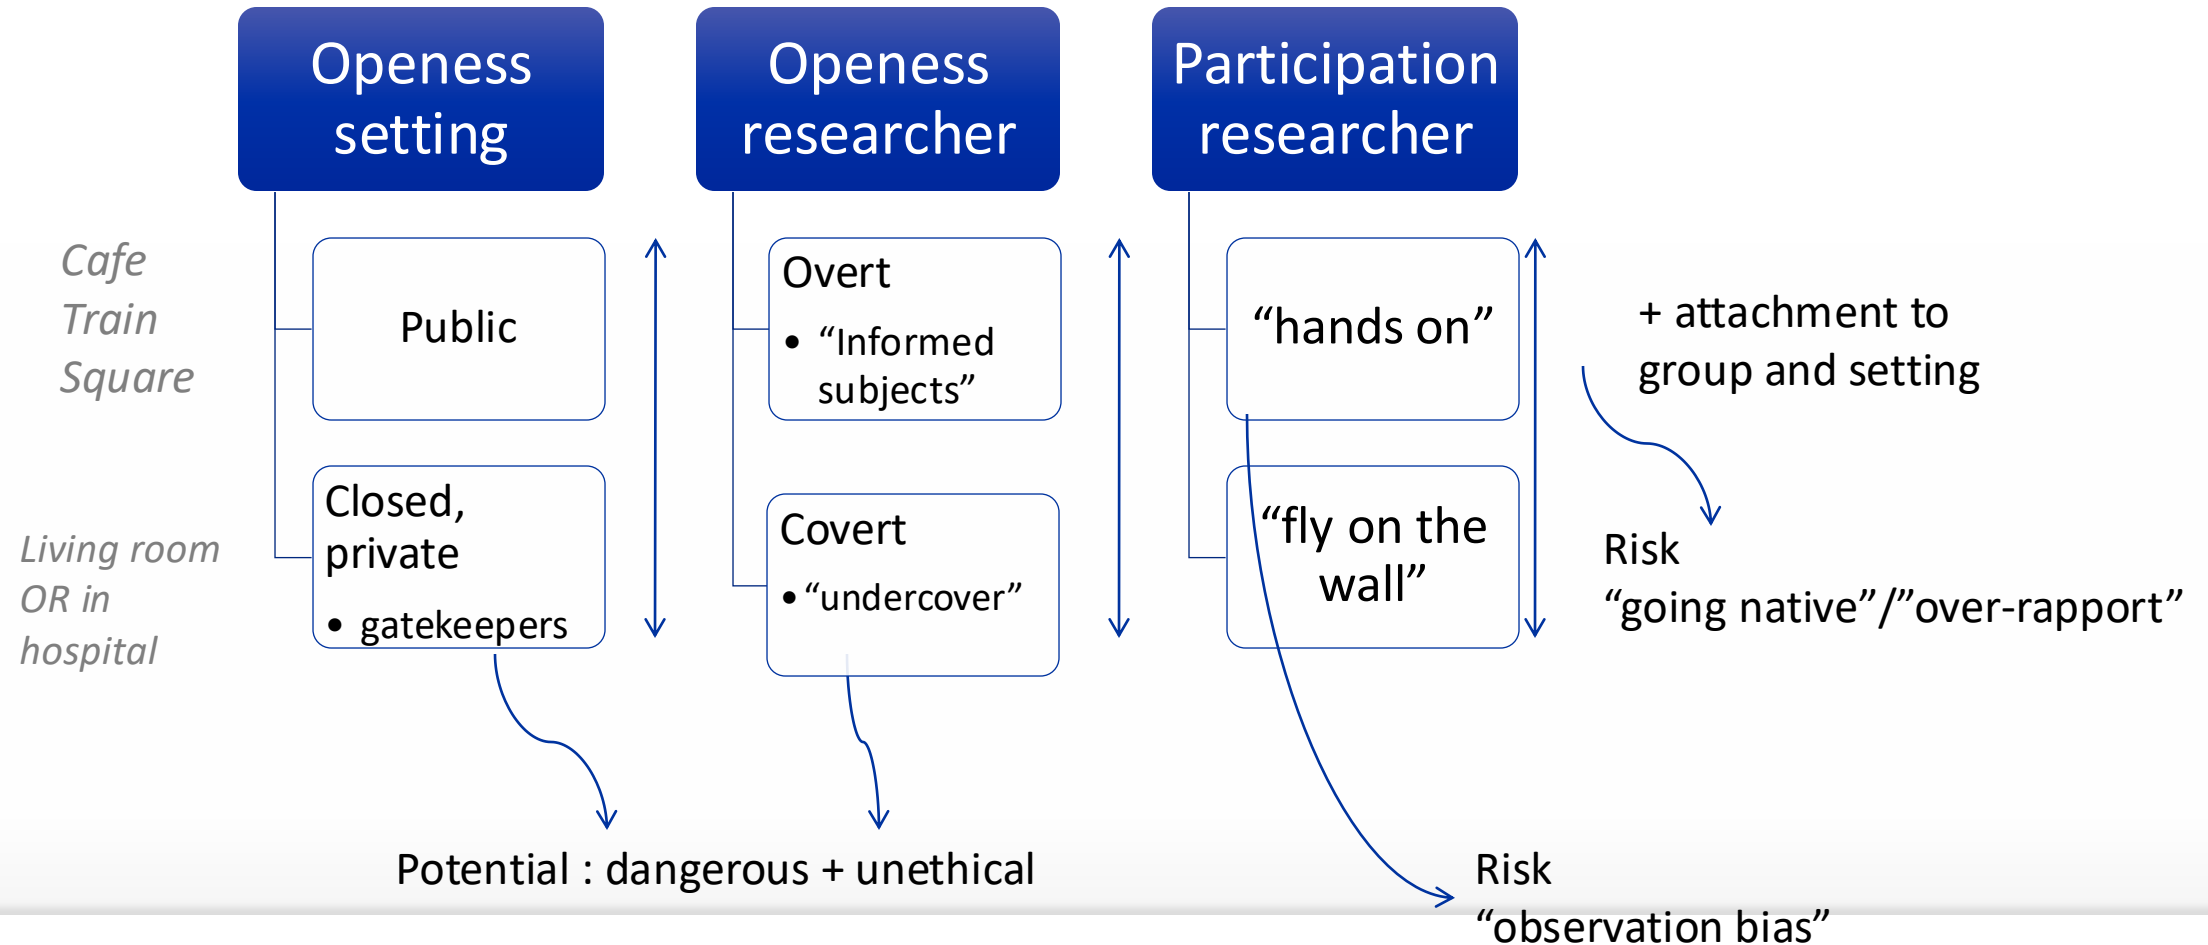 Openess
setting
Openess
researcher
Participation
researcher
Cafe
Train
Square
Public
Overt
• “Informed
subjects”
“hands on”
+ attachment to
group and setting
Living room
OR in
hospital
Closed,
private
• gatekeepers
Covert
• “undercover”
“fly on the
wall”
Risk
“going native”/”over-rapport”
Potential : dangerous + unethical
Risk
“observation bias”